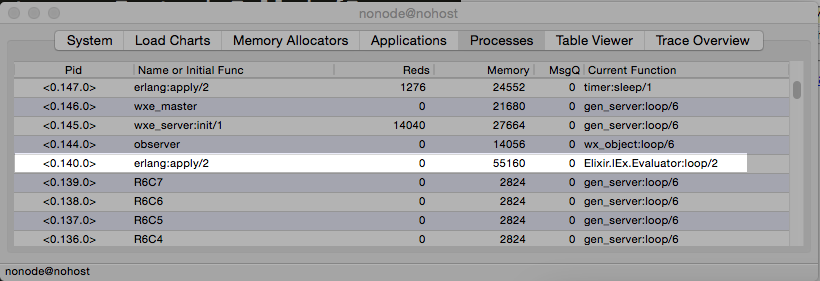 nonode@nohost
System Load Charts Memory Allocators Applications Processes Table Viewer Trace Overview
Pid Name or Initial Func Reds Memory MsgQ Current Function
<0.147.0> erlang:apply/2 1276 24552 0 timer:sleep/1
<0.146.0> wxe_master 0 21680 0 gen_server:loop/6
<0.145.0> wxe_server:init/1 14040 27664 0 gen_server:loop/6
<0.144.0> observer 0 14056 0 wx_object:loop/6
<0.140.0> erlang:apply/2 0 55160 0 Elixir.IEx.Evaluator:loop/2
<0.139.0> R6C7 0 2824 0 gen_server:loop/6
<0.138.0> R6C6 0 2824 0 gen_server:loop/6
<0.137.0> R6C5 0 2824 0 gen_server:loop/6
<0.136.0> R6C4 0 2824 0 gen_server:loop/6
nonode@nohost